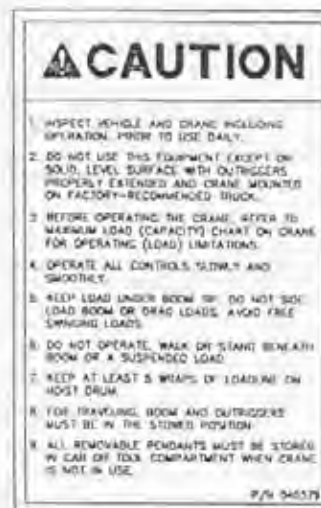 CAUTION
1. INSPECT VEHICLE AND CRANE INCLUDING
OPERATION, PRIOR TO USE DAILY.
2. DO NOT USE THIS EQUIPMENT EXCEPT ON
SOLID, LEVEL SURFACE WITH OUTRIGGERS
PROPERLY EXTENDED AND CRANE MOUNTED
ON FACTORY-RECOMMENDED TRUCK.
3. BEFORE OPERATING THE CRANE, REFER TO
MAXIMUM LOAD (CAPACITY) CHART ON CRANE
FOR OPERATING (LOAD) LIMITATIONS.
4. OPERATE ALL CONTROLS SLOWLY AND
SMOOTHLY.
5. KEEP LOAD UNDER BOOM TIP. DO NOT SIDE
LOAD BOOM OR DRAG LOADS. AVOID FREE
SWINGING LOADS.
6. DO NOT OPERATE, WALK OR STAND BENEATH
BOOM OR A SUSPENDED LOAD.
7. KEEP AT LEAST 5 WRAPS OF LOADLINE ON
HOIST DRUM.
8. FOR TRAVELING, BOOM AND OUTRIGGERS
MUST BE IN THE STOWED POSITION.
9. ALL REMOVABLE PENDANTS MUST BE STORED
IN CAB OR TOOL COMPARTMENT WHEN CRANE
IS NOT IN USE.
P/N